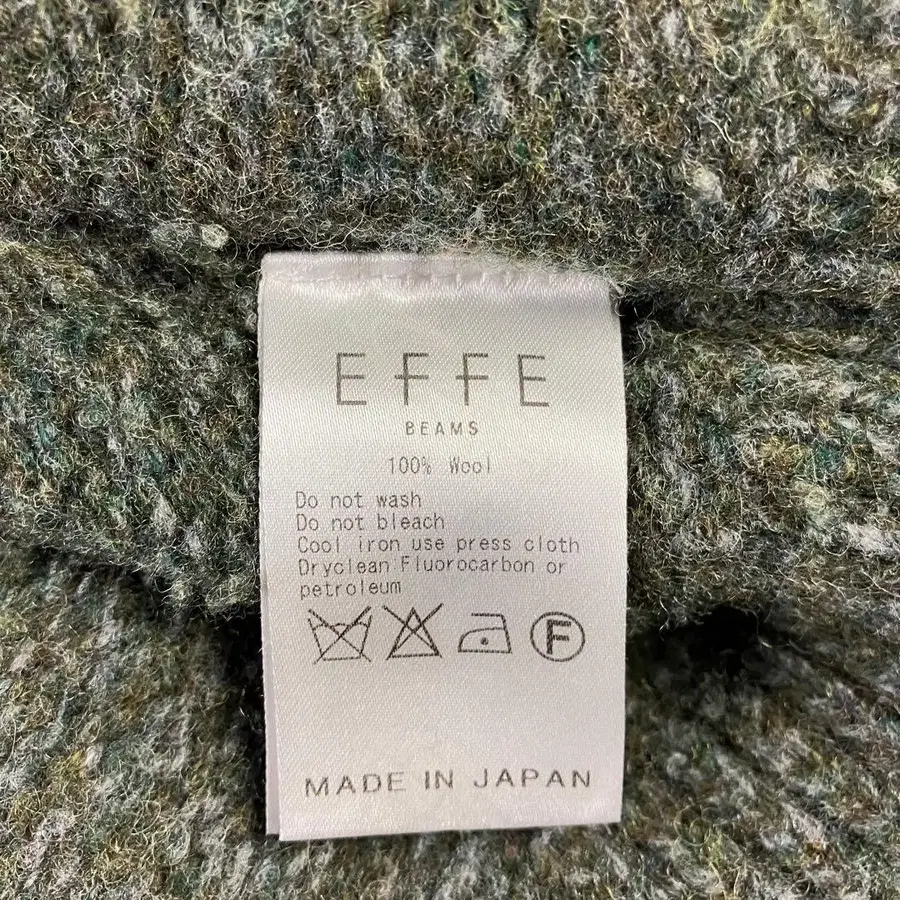 EFFE
BEAMS
100% Wool
Do not wash
Do not bleach
Cool iron use press cloth
Dryclean Fluorocarbon or
petroleum
F
MADE IN JAPAN